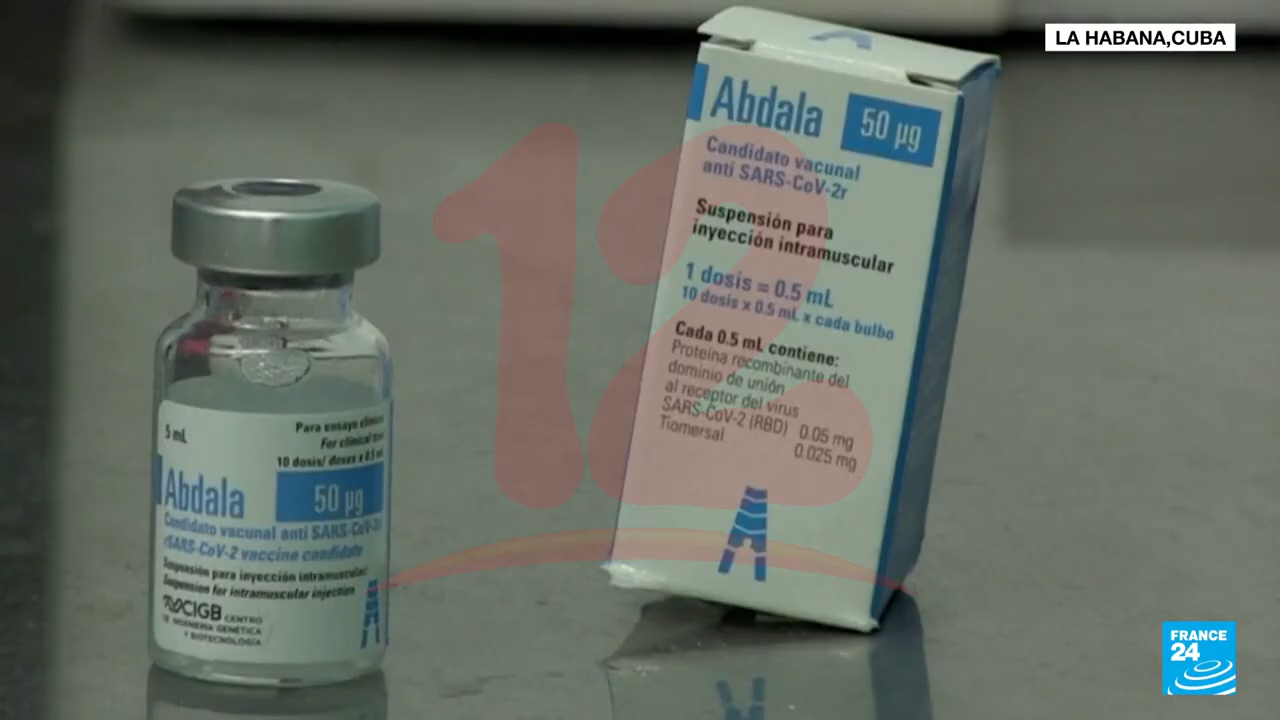 LA HABANA,CUBA
Abdala
50 µg
Candidato vacunal
anti SARS-CoV-2r
Suspensión para
inyección intramuscular
1 dosis = 0.5 mL
10 dosis x 0.5 mL x cada bulbo
Cada 0.5 mL contiene:
Proteína recombinante del
dominio de unión
al receptor del virus
SARS-CoV-2 (RBD) 0.05 mg
Tiomersal 0.025 mg
12
5 mL
Para ensayo
For clinical
10 dosis/ doses x 0.5
Abdala
50 µg
Candidato vacunal anti SARS-CoV-2
rSARS-CoV-2 vaccine candidate
Suspensión para inyección intramuscular
Suspension for intramuscular injection
CIGB CENTRO
DE INGENIERÍA GENÉTICA
Y BIOTECNOLOGÍA
FRANCE
24